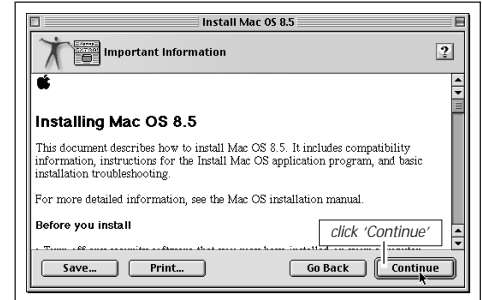 Install Mac OS 8.5
Important Information
?
Installing Mac OS 8.5
This document describes how to install Mac OS 8.5. It includes compatibility
information, instructions for the Install Mac OS application program, and basic
installation troubleshooting.
For more detailed information, see the Mac OS installation manual.
Before you install
click 'Continue'
Save...
Print...
Go Back
Continue